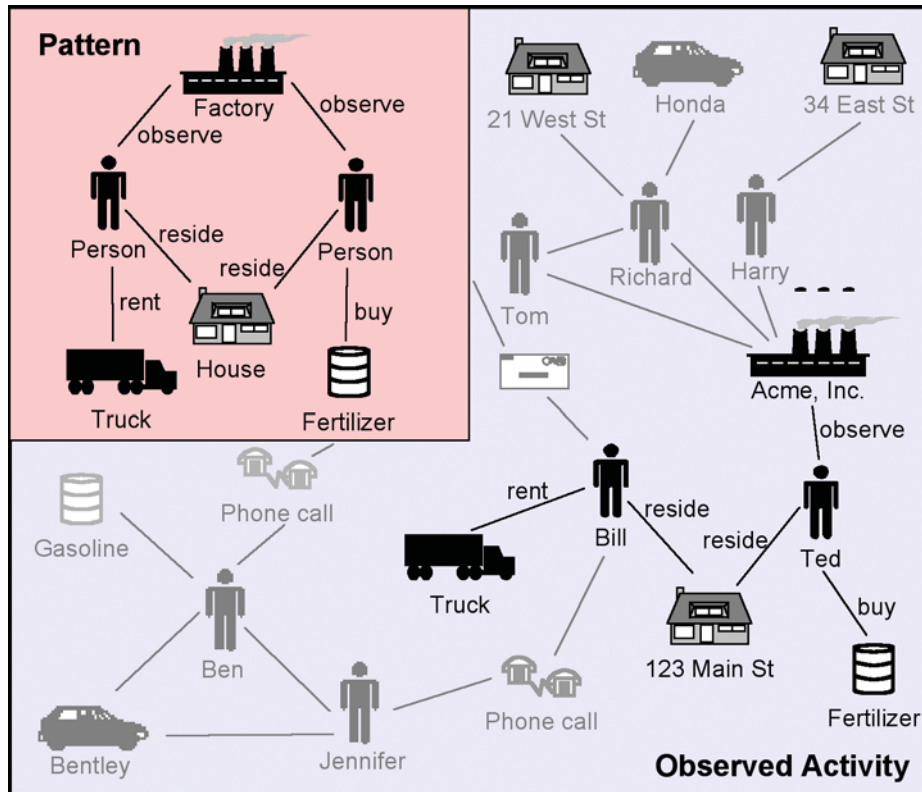 Pattern
Factory
observe
observe
Person
Person
reside
reside
rent
buy
House
Truck
Fertilizer
21 West St
Honda
34 East St
Tom
Richard
Harry
Acme, Inc.
observe
Phone call
Gasoline
rent
Bill
reside
reside
Ted
Truck
buy
Ben
123 Main St
Phone call
Fertilizer
Bentley
Jennifer
Observed Activity